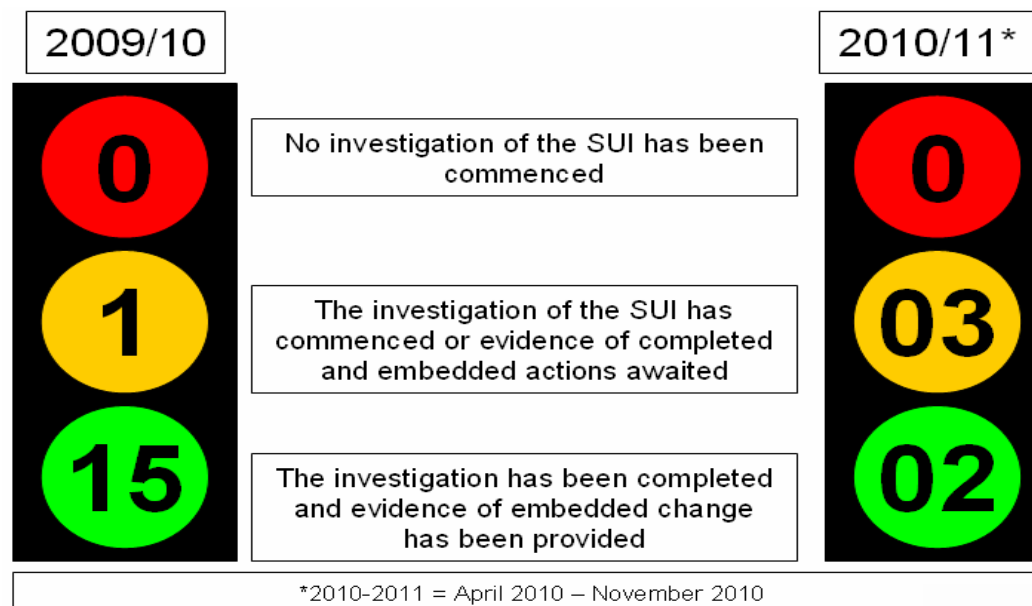 2009/10
2010/11*
0
No investigation of the SUI has been
commenced
0
1
The investigation of the SUI has
commenced or evidence of completed
and embedded actions awaited
03
15
The investigation has been completed
and evidence of embedded change
has been provided
02
*2010-2011 = April 2010 – November 2010